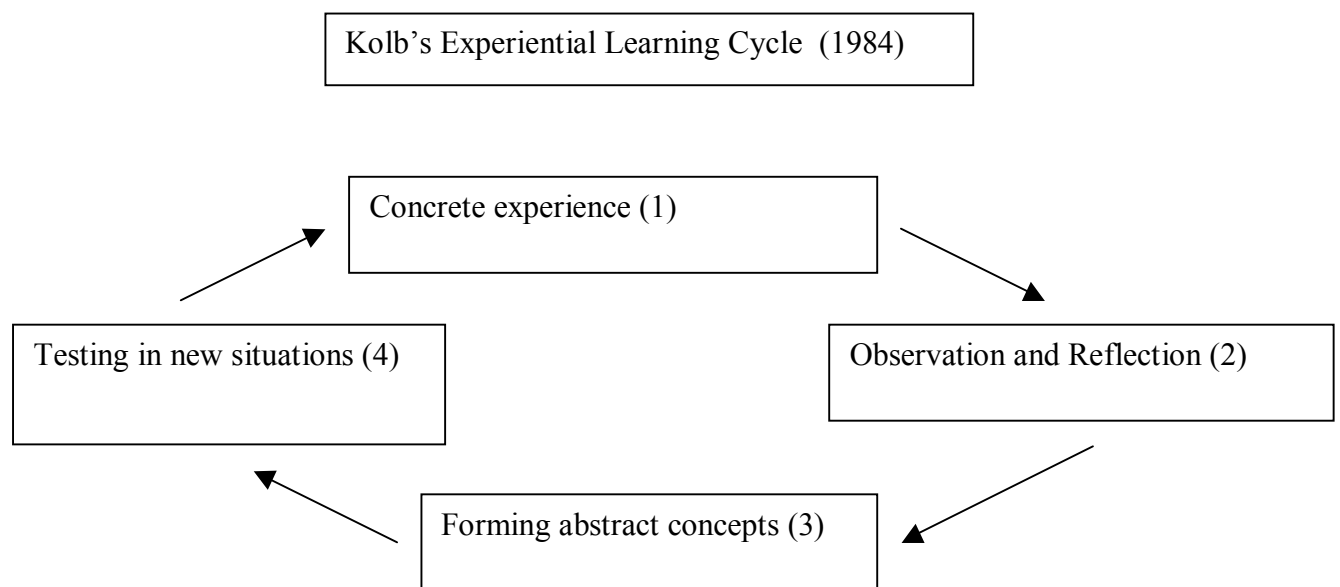 Kolb’s Experiential Learning Cycle  (1984)
Concrete experience (1)
Testing in new situations (4)
Observation and Reflection (2)
Forming abstract concepts (3)